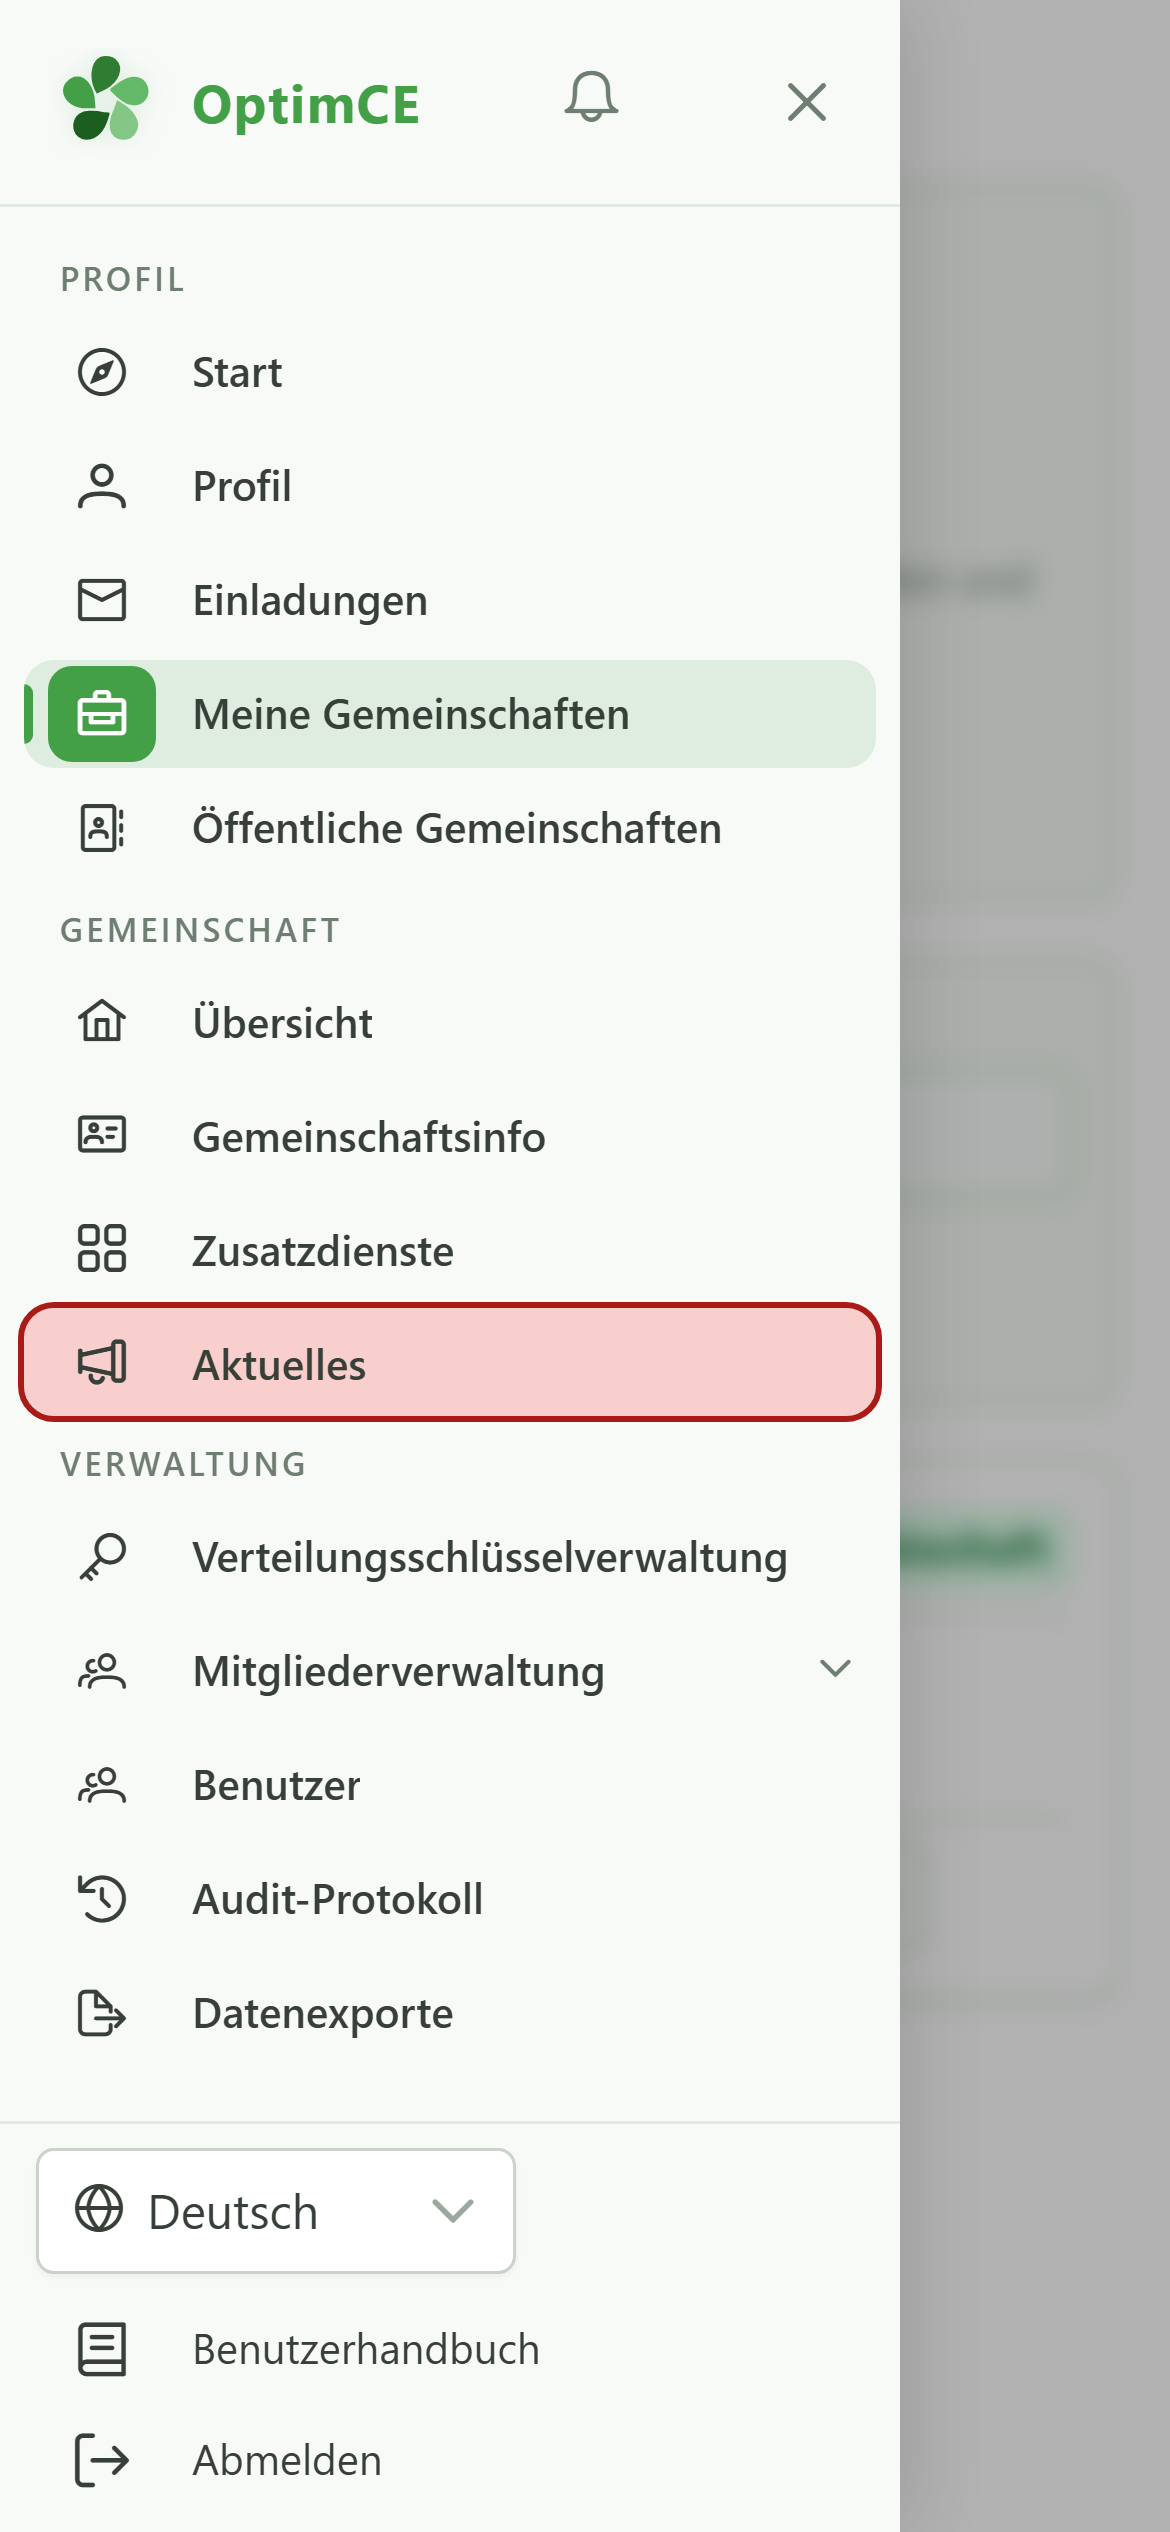 OptimCE
PROFIL
Start
Profil
Einladungen
Meine Gemeinschaften
Öffentliche Gemeinschaften
GEMEINSCHAFT
Übersicht
Gemeinschaftsinfo
Zusatzdienste
Aktuelles
VERWALTUNG
Verteilungsschlüsselverwaltung
Mitgliederverwaltung
Benutzer
Audit-Protokoll
Datenexporte
Deutsch
Benutzerhandbuch
Abmelden